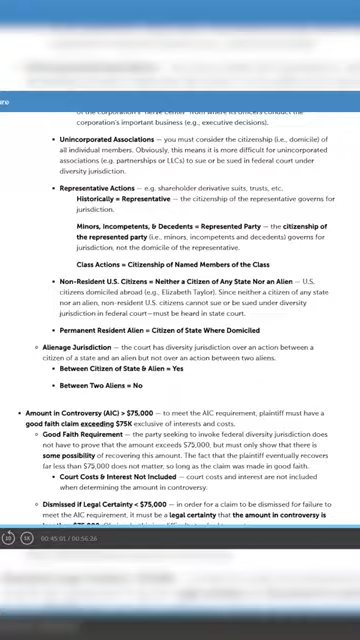 ure
of the corporation's "nerve center" from where its officers conduct the
corporation's important business (e.g., executive decisions).
• Unincorporated Associations — you must consider the citizenship (i.e., domicile) of
all individual members. Obviously, this means it is more difficult for unincorporated
associations (e.g. partnerships or LLCs) to sue or be sued in federal court under
diversity jurisdiction.
• Representative Actions — e.g. shareholder derivative suits, trusts, etc.
Historically = Representative — the citizenship of the representative governs for
jurisdiction.
Minors, Incompetents, & Decedents = Represented Party — the citizenship of
the represented party (i.e., minors, incompetents and decedents) governs for
jurisdiction, not the domicile of the representative.
Class Actions = Citizenship of Named Members of the Class
• Non-Resident U.S. Citizens = Neither a Citizen of Any State Nor an Alien — U.S.
citizens domiciled abroad (e.g., Elizabeth Taylor). Since neither a citizen of any state
nor an alien, non-resident U.S. citizens cannot sue or be sued under diversity
jurisdiction in federal court—must be heard in state court.
• Permanent Resident Alien = Citizen of State Where Domiciled
Alienage Jurisdiction — the court has diversity jurisdiction over an action between a
citizen of a state and an alien but not over an action between two aliens.
• Between Citizen of State & Alien = Yes
• Between Two Aliens = No
• Amount in Controversy (AIC) > $75,000 – to meet the AIC requirement, plaintiff must have a
good faith claim exceeding $75K exclusive of interests and costs.
Good Faith Requirement — the party seeking to invoke federal diversity jurisdiction does
not have to prove that the amount exceeds $75,000, but must only show that there is
some possibility of recovering this amount. The fact that the plaintiff eventually recovers
far less than $75,000 does not matter, so long as the claim was made in good faith.
• Court Costs & Interest Not Included — court costs and interest are not
included when determining the amount in controversy.
Dismissed if Legal Certainty < $75,000 — in order for a claim to be dismissed for failure to
meet the AIC requirement, it must be a legal certainty that the amount in controversy is
10 00:45:01 / 00:56:26